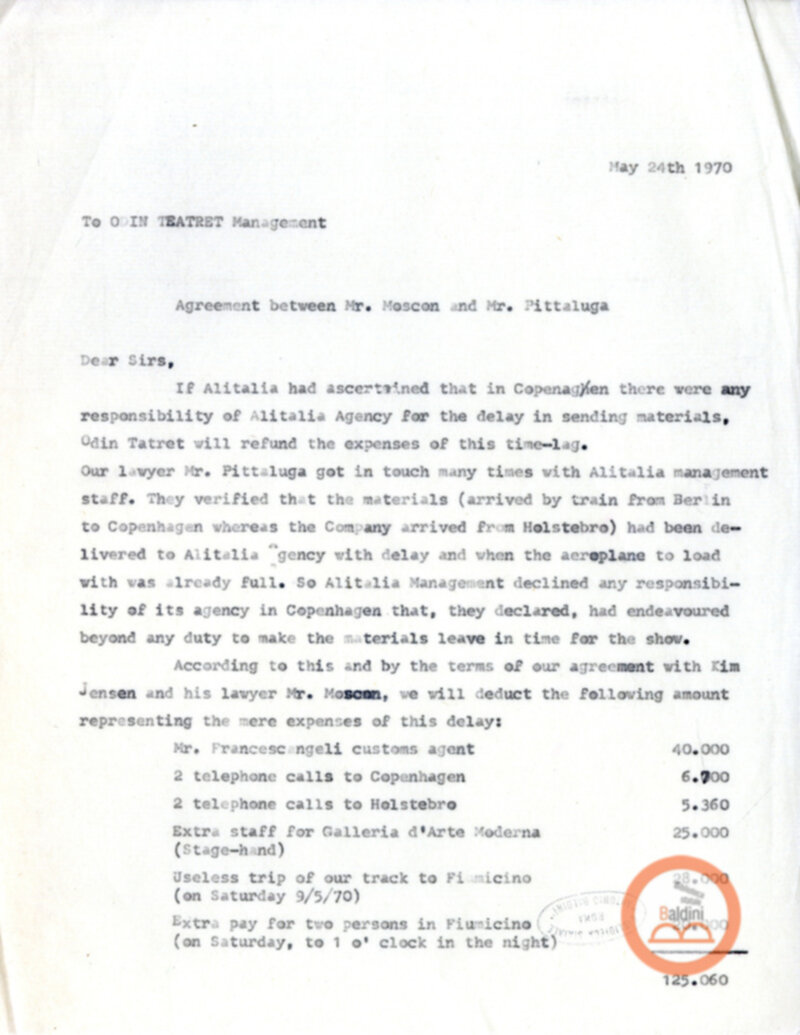 May 24th 1970
To ODIN TEATRET Management
Agreement between Mr. Moscon and Mr. Pittaluga
Dear Sirs,
If Alitalia had ascertained that in Copenag/en there were any
responsibility of Alitalia Agency for the delay in sending materials,
Odin Tatret will refund the expenses of this time-lag.
Our lawyer Mr. Pittaluga got in touch many times with Alitalia management
staff. They verified that the materials (arrived by train from Berlin
to Copenhagen whereas the Company arrived from Holstebro) had been de-
livered to Alitalia Agency with delay and when the aeroplane to load
with was already full. So Alitalia Management declined any responsibi-
lity of its agency in Copenhagen that, they declared, had endeavoured
beyond any duty to make the materials leave in time for the show.
According to this and by the terms of our agreement with Kim
Jensen and his lawyer Mr. Moscon, we will deduct the following amount
representing the mere expenses of this delay:
Mr. Francescangeli customs agent 40.000
2 telephone calls to Copenhagen 6.700
2 telephone calls to Holstebro 5.360
Extra staff for Galleria d'Arte Moderna 25.000
(Stage-hand)
Useless trip of our track to Fiumicino 28.000
(on Saturday 9/5/70)
Extra pay for two persons in Fiumicino
(on Saturday, to 1 o' clock in the night)
125.060
ROMA
Baldini